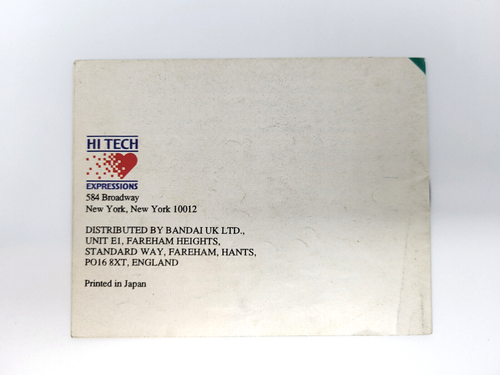 HI TECH
EXPRESSIONS
584 Broadway
New York, New York 10012
DISTRIBUTED BY BANDAI UK LTD.,
UNIT E1, FAREHAM HEIGHTS,
STANDARD WAY, FAREHAM, HANTS,
PO16 8XT, ENGLAND
Printed in Japan